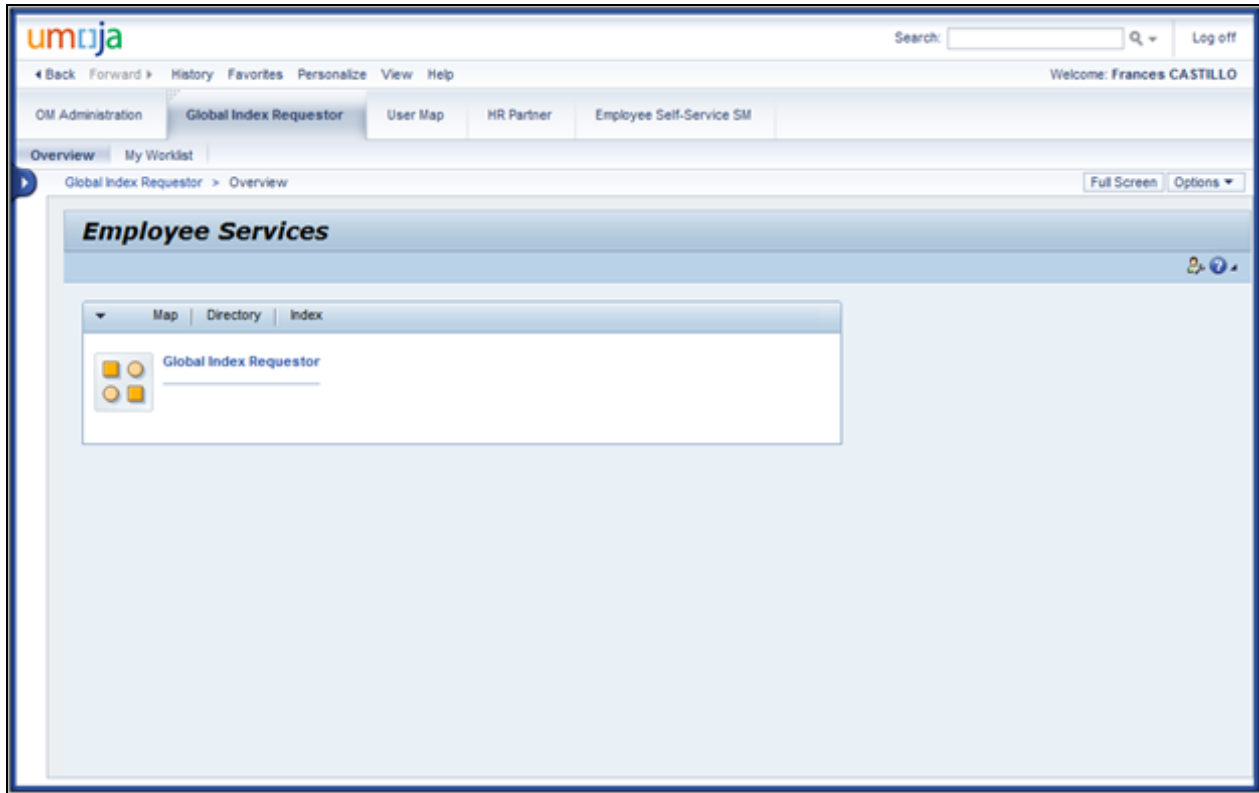 umoja
Search: Log off
Back Forward History Favorites Personalize View Help Welcome: Frances CASTILLO
OM Administration Global Index Requestor User Map HR Partner Employee Self-Service SM
Overview My Worklist
Global Index Requestor > Overview Full Screen Options
Employee Services
Map | Directory | Index
Global Index Requestor